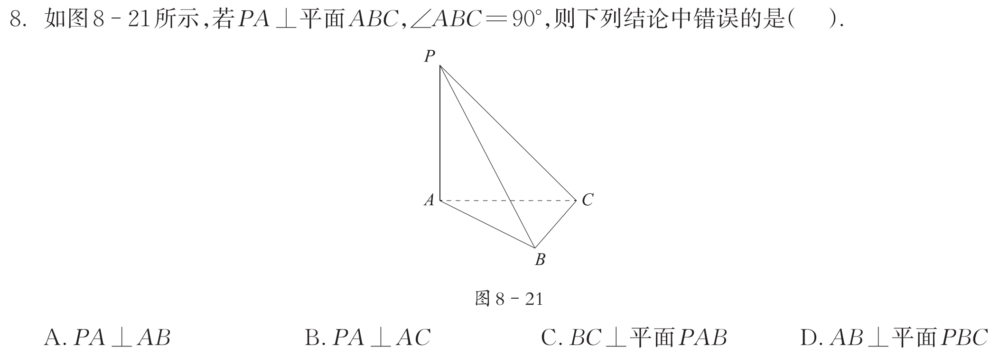 8. 如图8-21所示,若PA⊥平面ABC,∠ABC=90°,则下列结论中错误的是(  ).
P
A
C
B
图8-21
A. PA⊥AB B. PA⊥AC C. BC⊥平面PAB D. AB⊥平面PBC